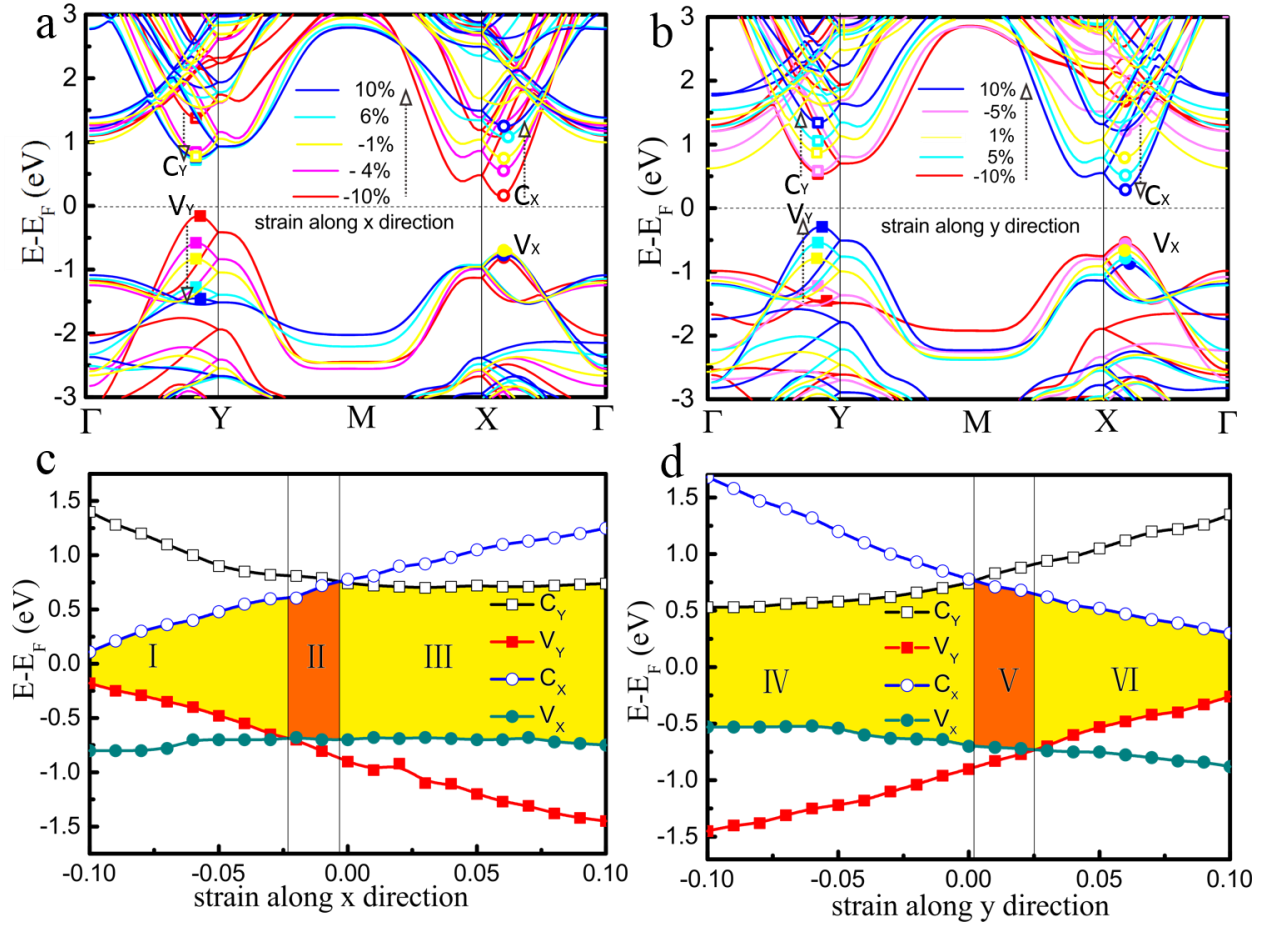 a
3
2
1
0
-1
-2
-3
E-E_F (eV)
10%
6%
-1%
- 4%
-10%
strain along x direction
C_Y
V_Y
C_X
V_X
Γ Y M X Γ
b
3
2
1
0
-1
-2
-3
E-E_F (eV)
10%
-5%
1%
5%
-10%
strain along y direction
C_Y
V_Y
C_X
V_X
Γ Y M X Γ
c
1.5
1.0
0.5
0.0
-0.5
-1.0
-1.5
E-E_F (eV)
I II III
C_Y
V_Y
C_X
V_X
-0.10 -0.05 0.00 0.05 0.10
strain along x direction
d
1.5
1.0
0.5
0.0
-0.5
-1.0
-1.5
E-E_F (eV)
IV V VI
C_Y
V_Y
C_x
V_X
-0.10 -0.05 0.00 0.05 0.10
strain along y direction